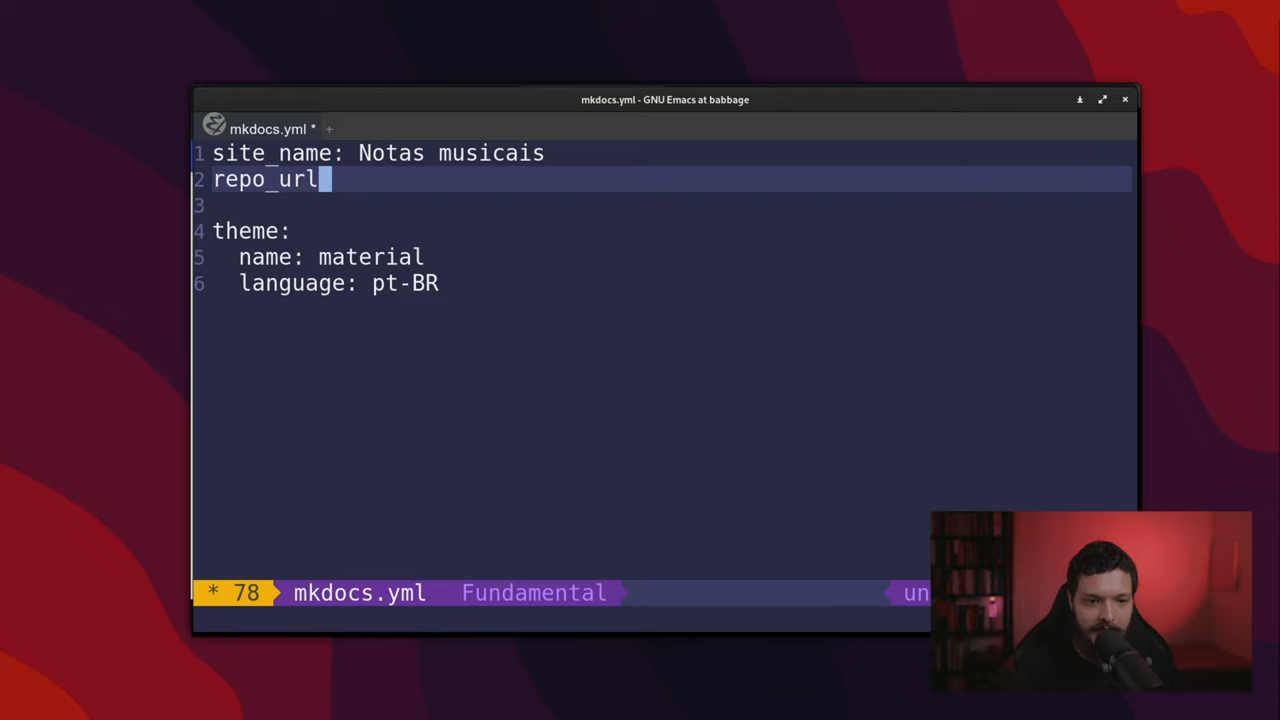 mkdocs.yml - GNU Emacs at babbage
mkdocs.yml * +
1 site_name: Notas musicais
2 repo_url
3
4 theme:
5   name: material
6   language: pt-BR
* 78 mkdocs.yml Fundamental un